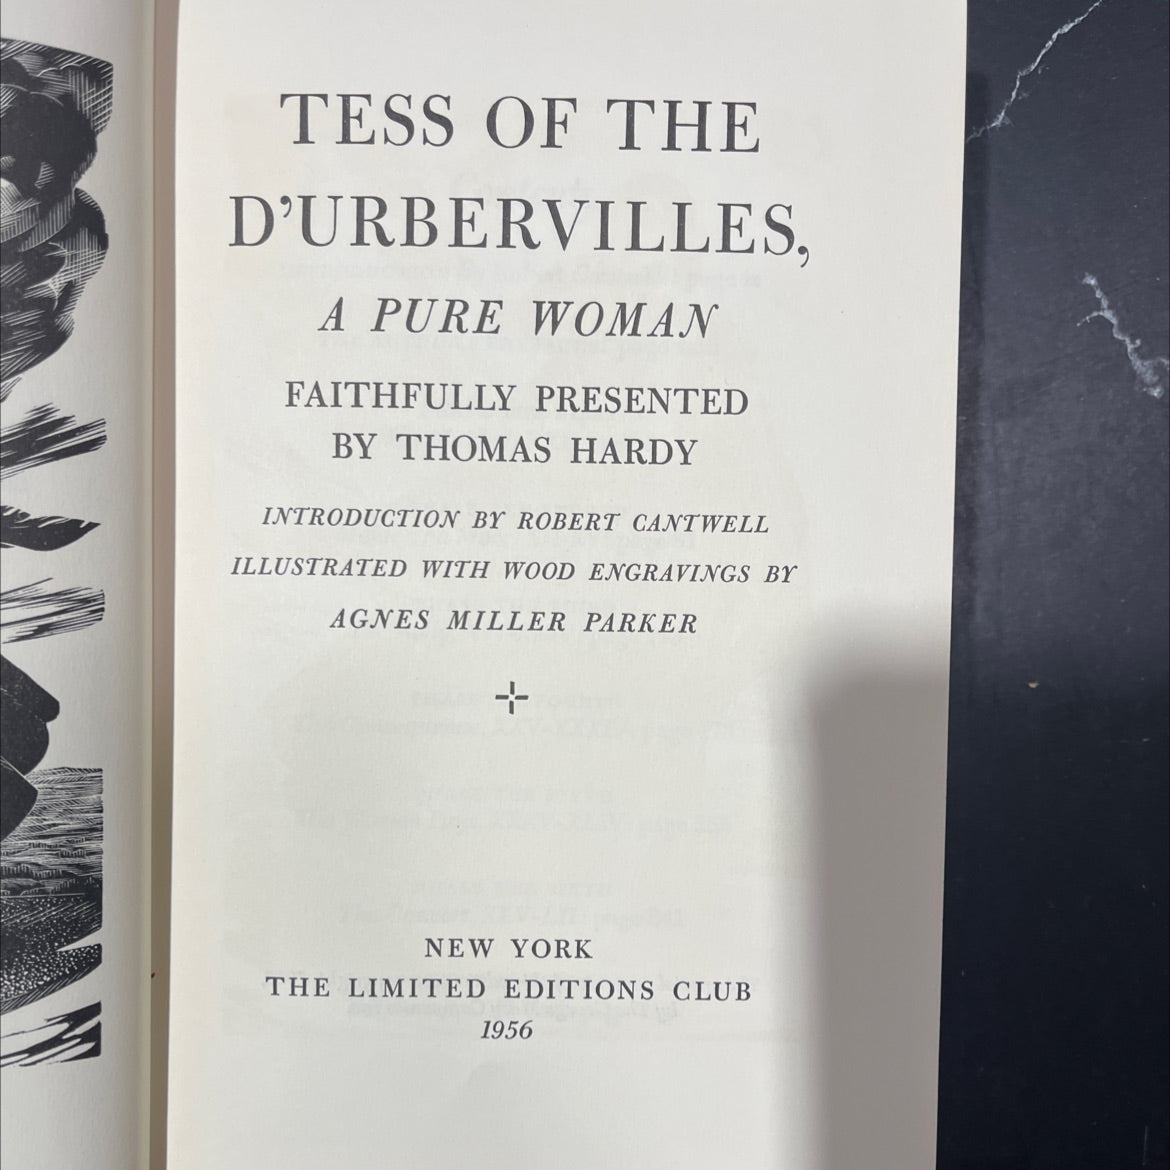 TESS OF THE
D'URBERVILLES,
A PURE WOMAN
FAITHFULLY PRESENTED
BY THOMAS HARDY
INTRODUCTION BY ROBERT CANTWELL
ILLUSTRATED WITH WOOD ENGRAVINGS BY
AGNES MILLER PARKER
NEW YORK
THE LIMITED EDITIONS CLUB
1956